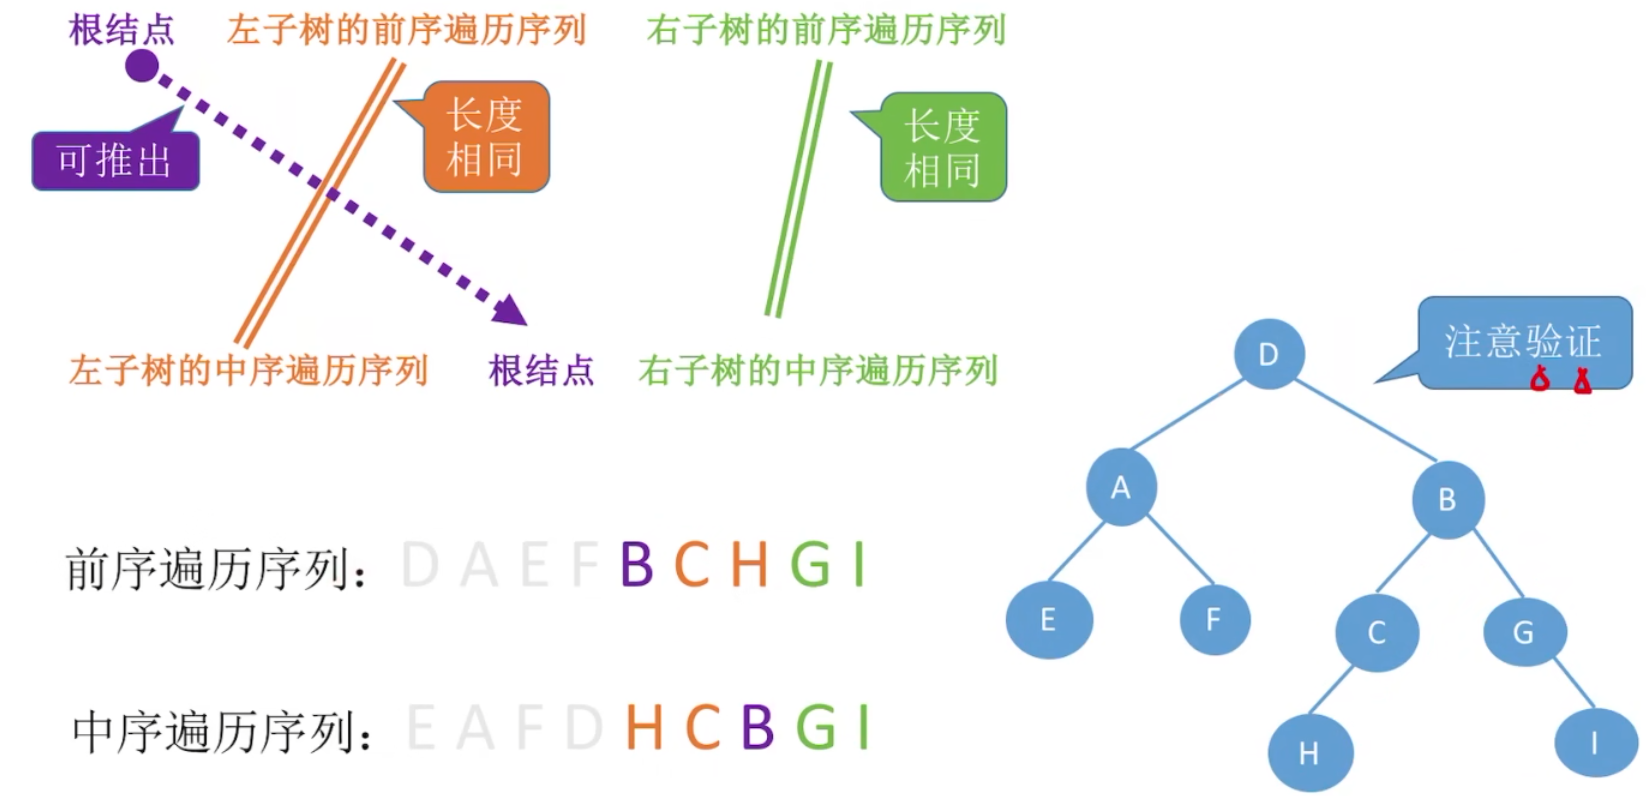 根结点 左子树的前序遍历序列 右子树的前序遍历序列
可推出
长度
相同
长度
相同
左子树的中序遍历序列 根结点 右子树的中序遍历序列
注意验证
D
A
B
E
F
C
G
H
I
前序遍历序列： D A E F B C H G I
中序遍历序列： E A F D H C B G I